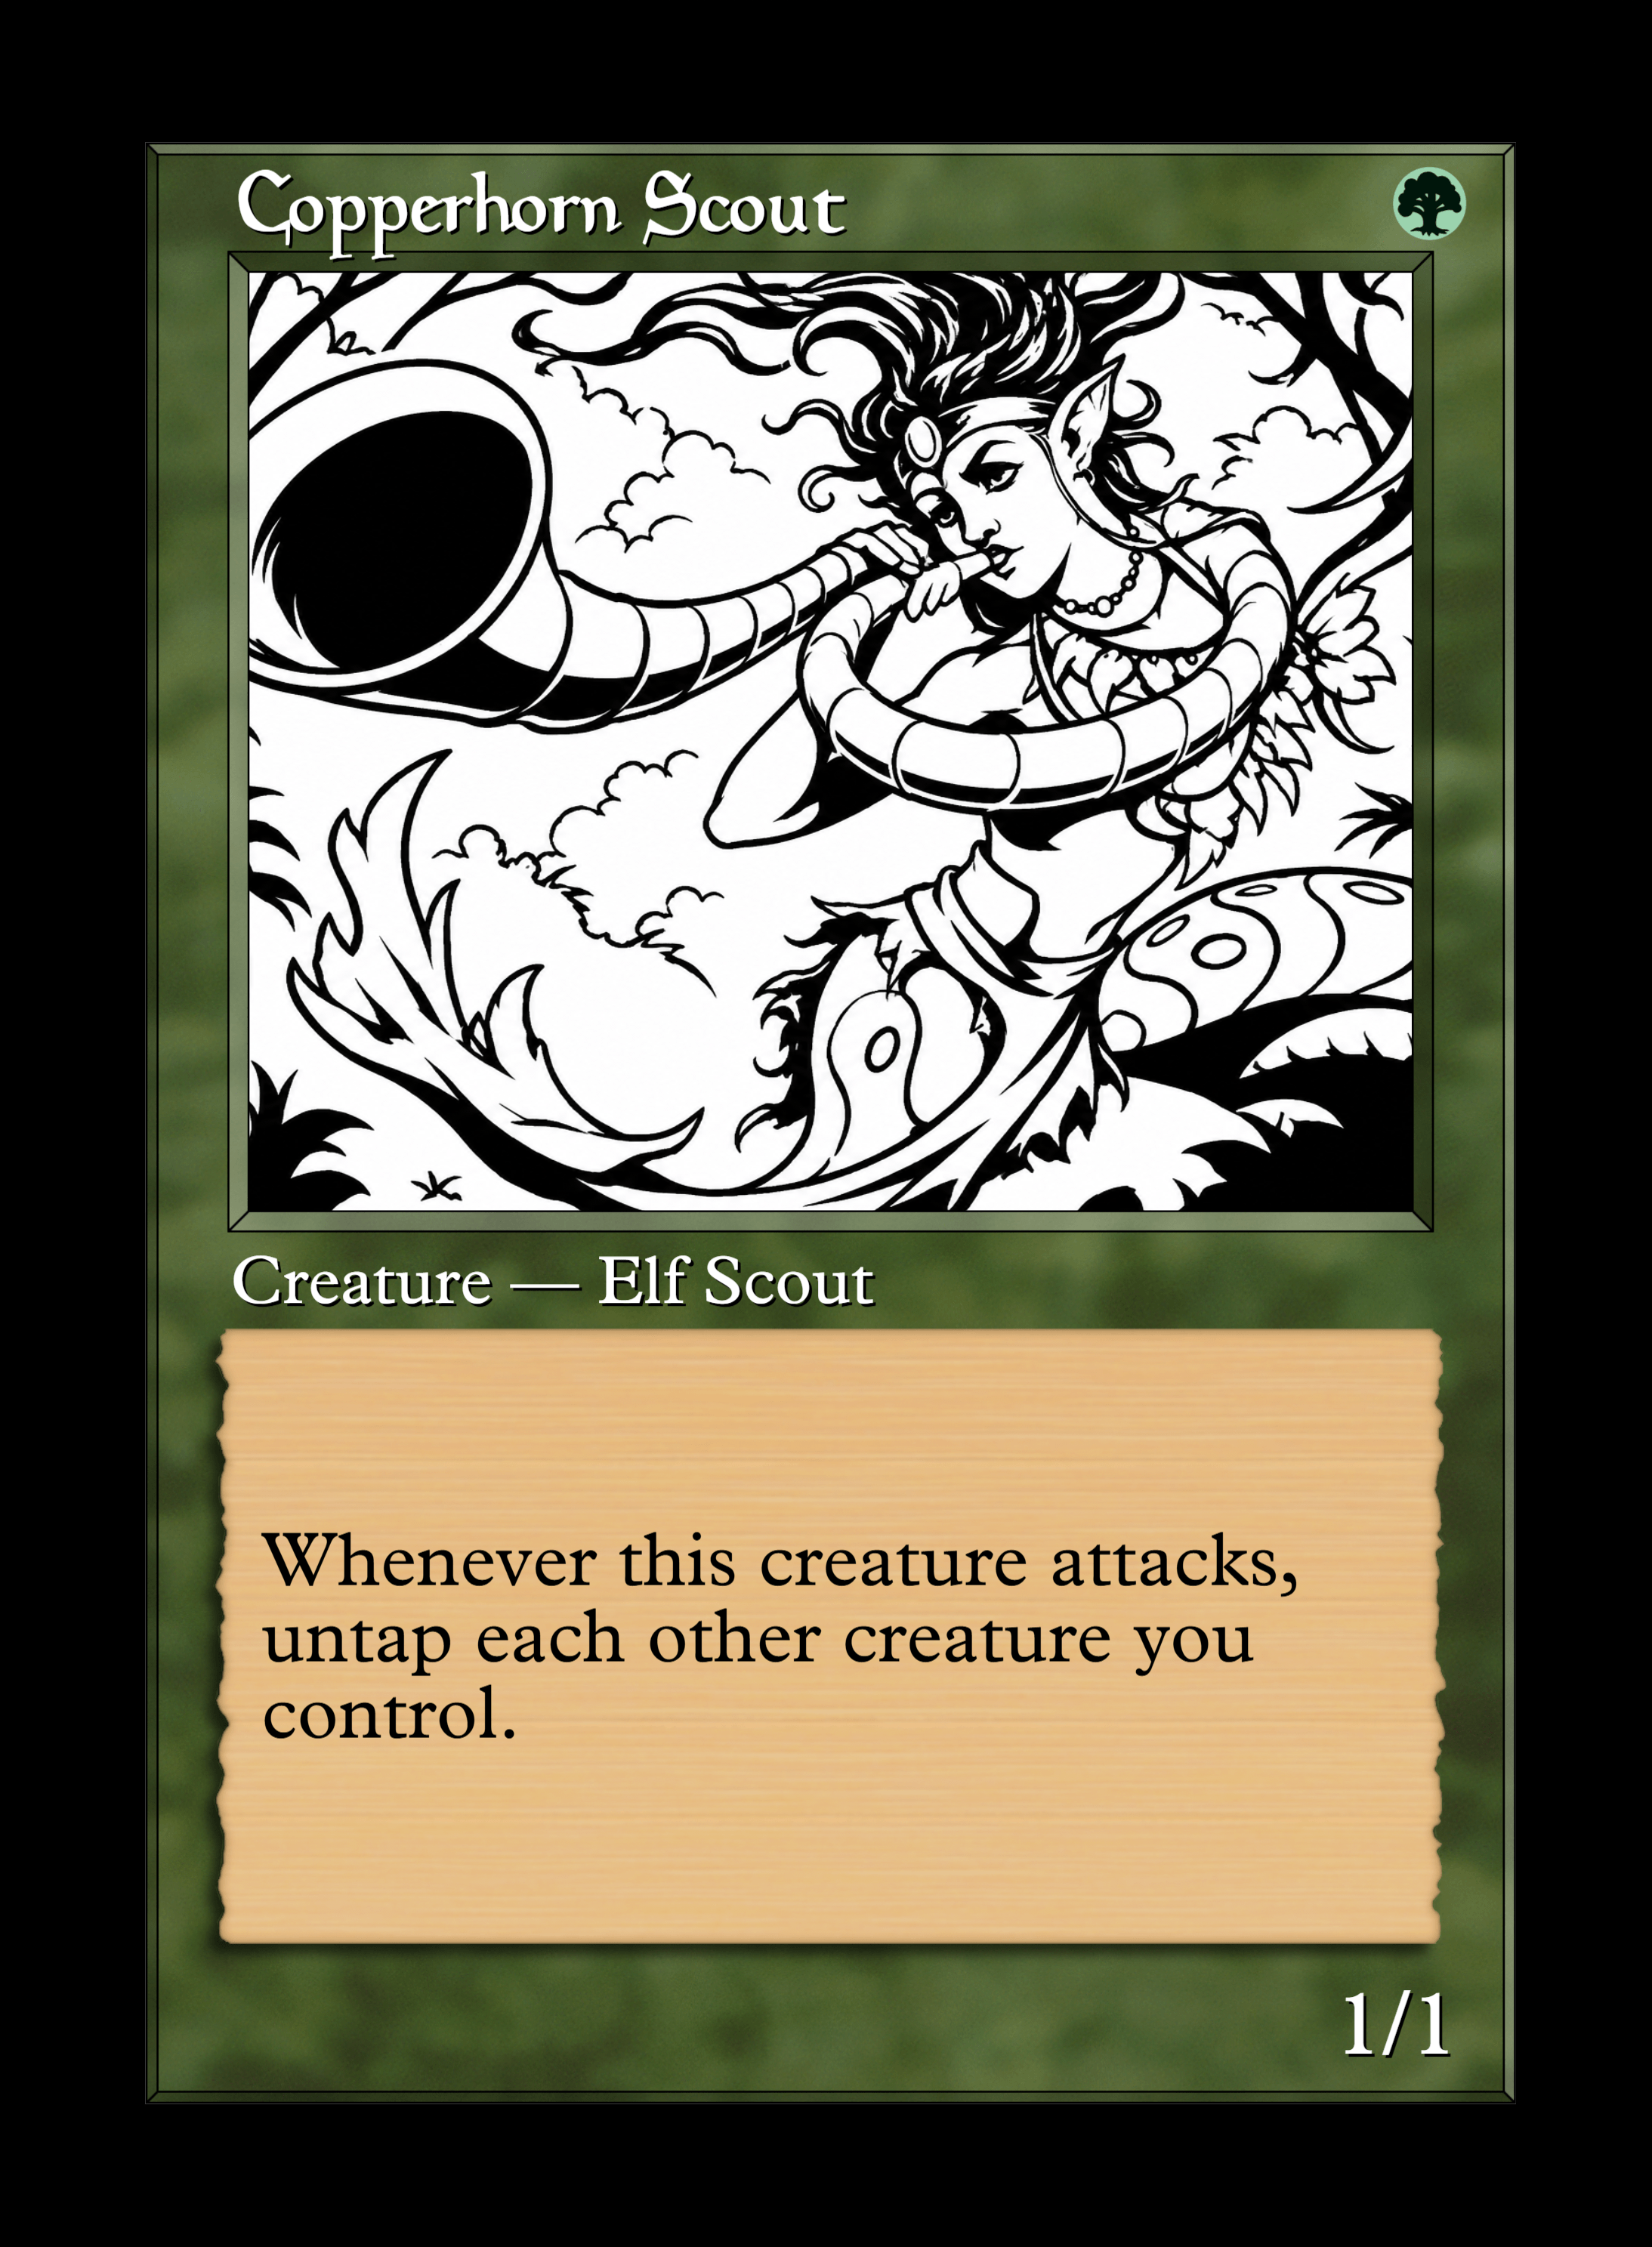 Copperhorn Scout
Creature — Elf Scout
Whenever this creature attacks,
untap each other creature you
control.
1/1